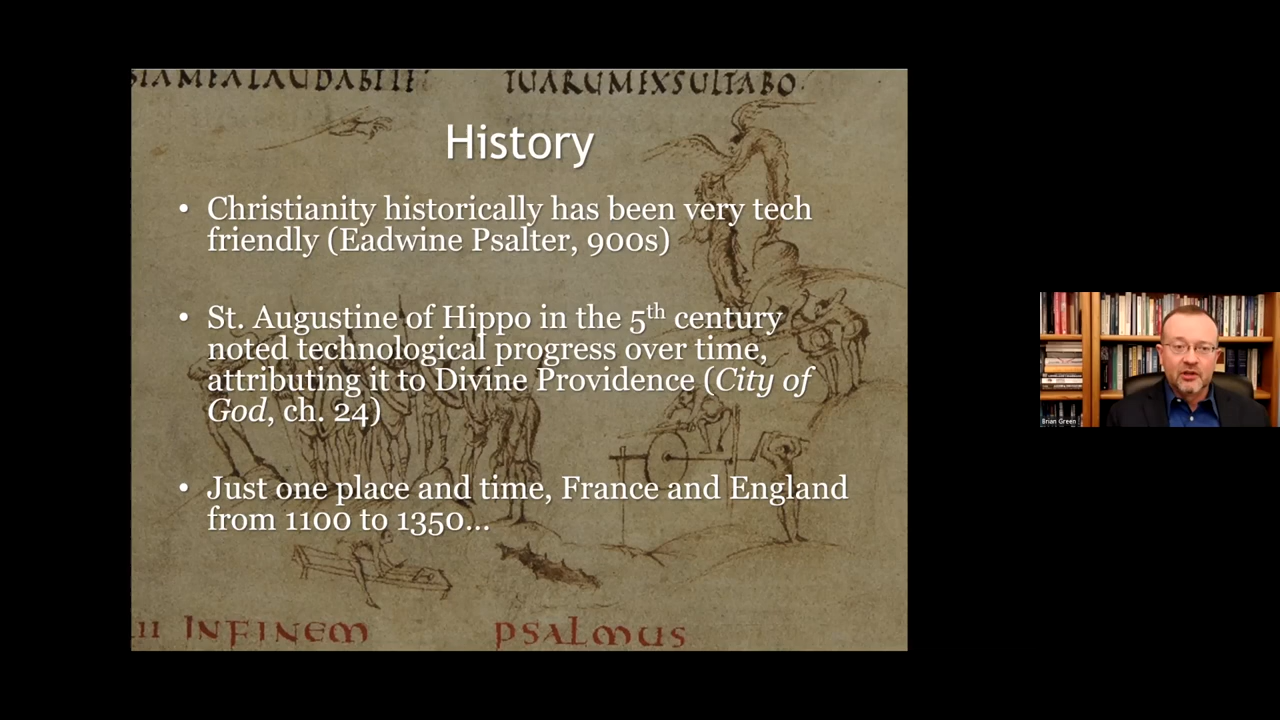 TUARUMEXSULTABO
History
• Christianity historically has been very tech
friendly (Eadwine Psalter, 900s)
• St. Augustine of Hippo in the 5th century
noted technological progress over time,
attributing it to Divine Providence (City of
God, ch. 24)
• Just one place and time, France and England
from 1100 to 1350...
INFINEM
PSALMUS
Brian Green